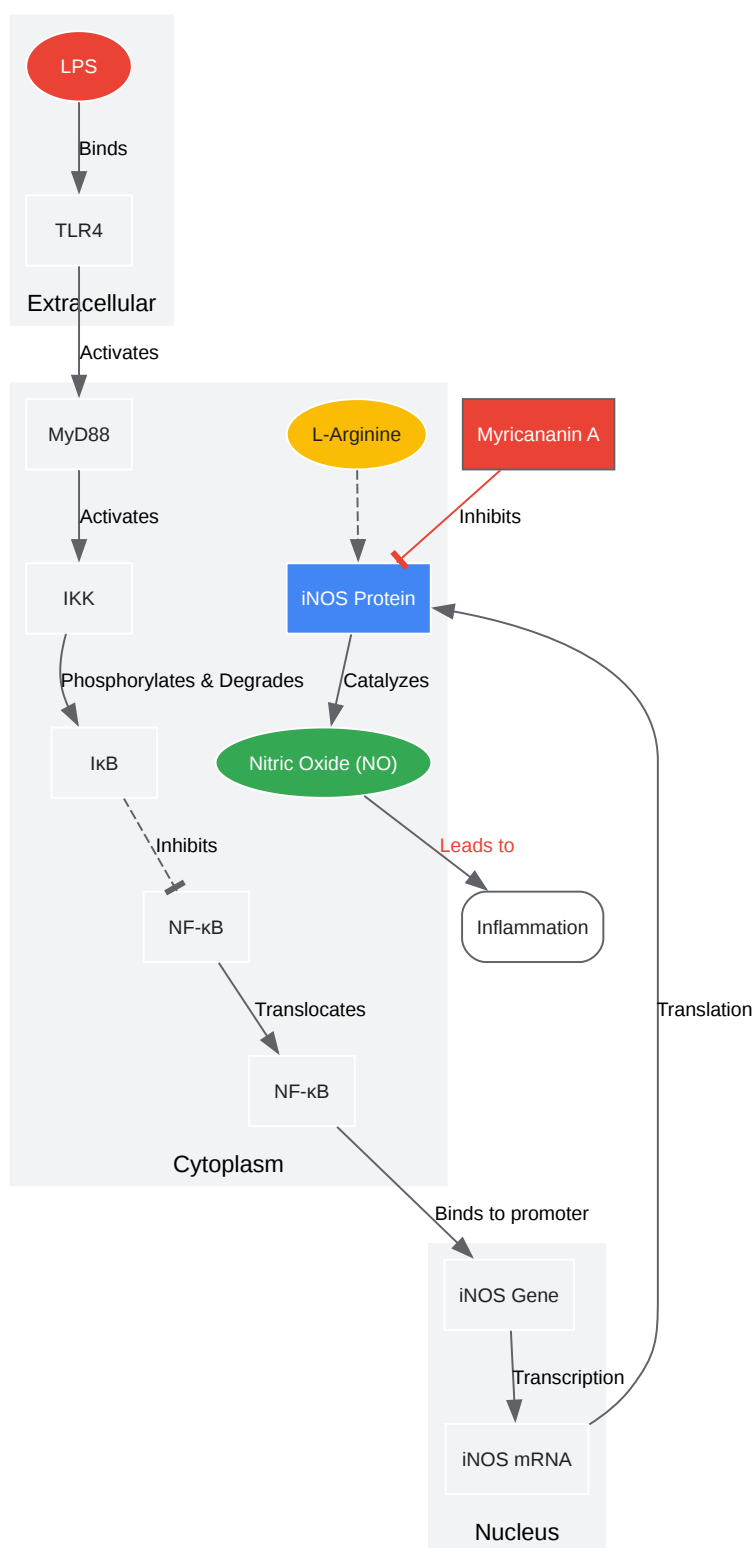 LPS
Binds
TLR4
Extracellular
Activates
MyD88
L-Arginine
Myricananin A
Activates
Inhibits
IKK
iNOS Protein
Phosphorylates & Degrades
Catalyzes
IκB
Nitric Oxide (NO)
Inhibits
Leads to
NF-κB
Inflammation
Translocates
Translation
NF-κB
Cytoplasm
Binds to promoter
iNOS Gene
Transcription
iNOS mRNA
Nucleus